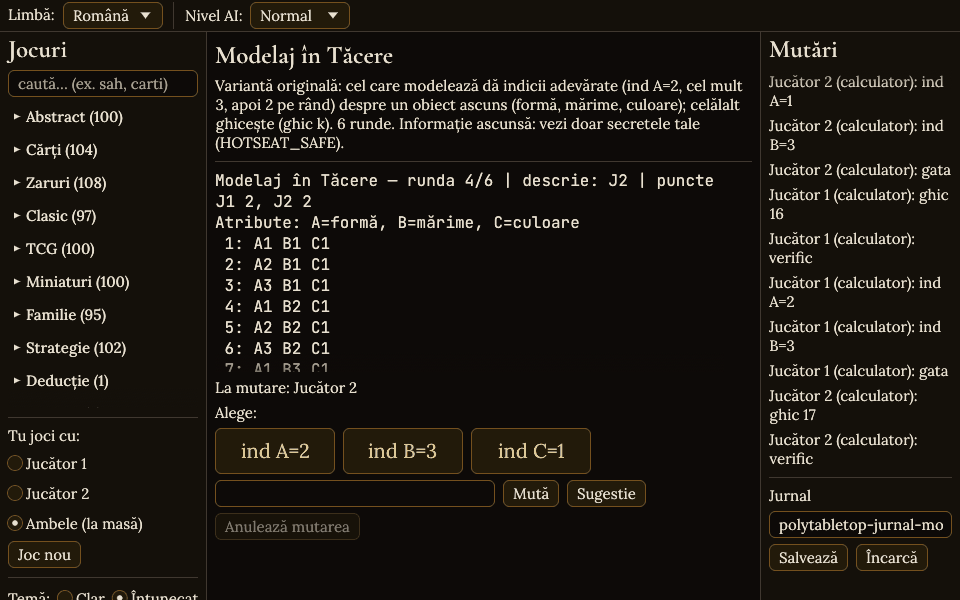 Limbă: Română Nivel AI: Normal
Jocuri
caută... (ex. sah, carti)
Abstract (100)
Cărți (104)
Zaruri (108)
Clasic (97)
TCG (100)
Miniaturi (100)
Familie (95)
Strategie (102)
Deducție (1)
Tu joci cu:
Jucător 1
Jucător 2
Ambele (la masă)
Joc nou
Temă: Clar Întunecat
Modelaj în Tăcere
Variantă originală: cel care modelează dă indicii adevărate (ind A=2, cel mult
3, apoi 2 pe rând) despre un obiect ascuns (formă, mărime, culoare); celălalt
ghicește (ghic k). 6 runde. Informație ascunsă: vezi doar secretele tale
(HOTSEAT_SAFE).
Modelaj în Tăcere — runda 4/6 | descrie: J2 | puncte
J1 2, J2 2
Atribute: A=formă, B=mărime, C=culoare
1: A1 B1 C1
2: A2 B1 C1
3: A3 B1 C1
4: A1 B2 C1
5: A2 B2 C1
6: A3 B2 C1
7: A1 B3 C1
La mutare: Jucător 2
Alege:
ind A=2 ind B=3 ind C=1
Mută Sugestie
Anulează mutarea
Mutări
Jucător 2 (calculator): ind
A=1
Jucător 2 (calculator): ind
B=3
Jucător 2 (calculator): gata
Jucător 1 (calculator): ghic
16
Jucător 1 (calculator):
verific
Jucător 1 (calculator): ind
A=2
Jucător 1 (calculator): ind
B=3
Jucător 1 (calculator): gata
Jucător 2 (calculator):
ghic 17
Jucător 2 (calculator):
verific
Jurnal
polytabletop-jurnal-mo
Salvează Încarcă